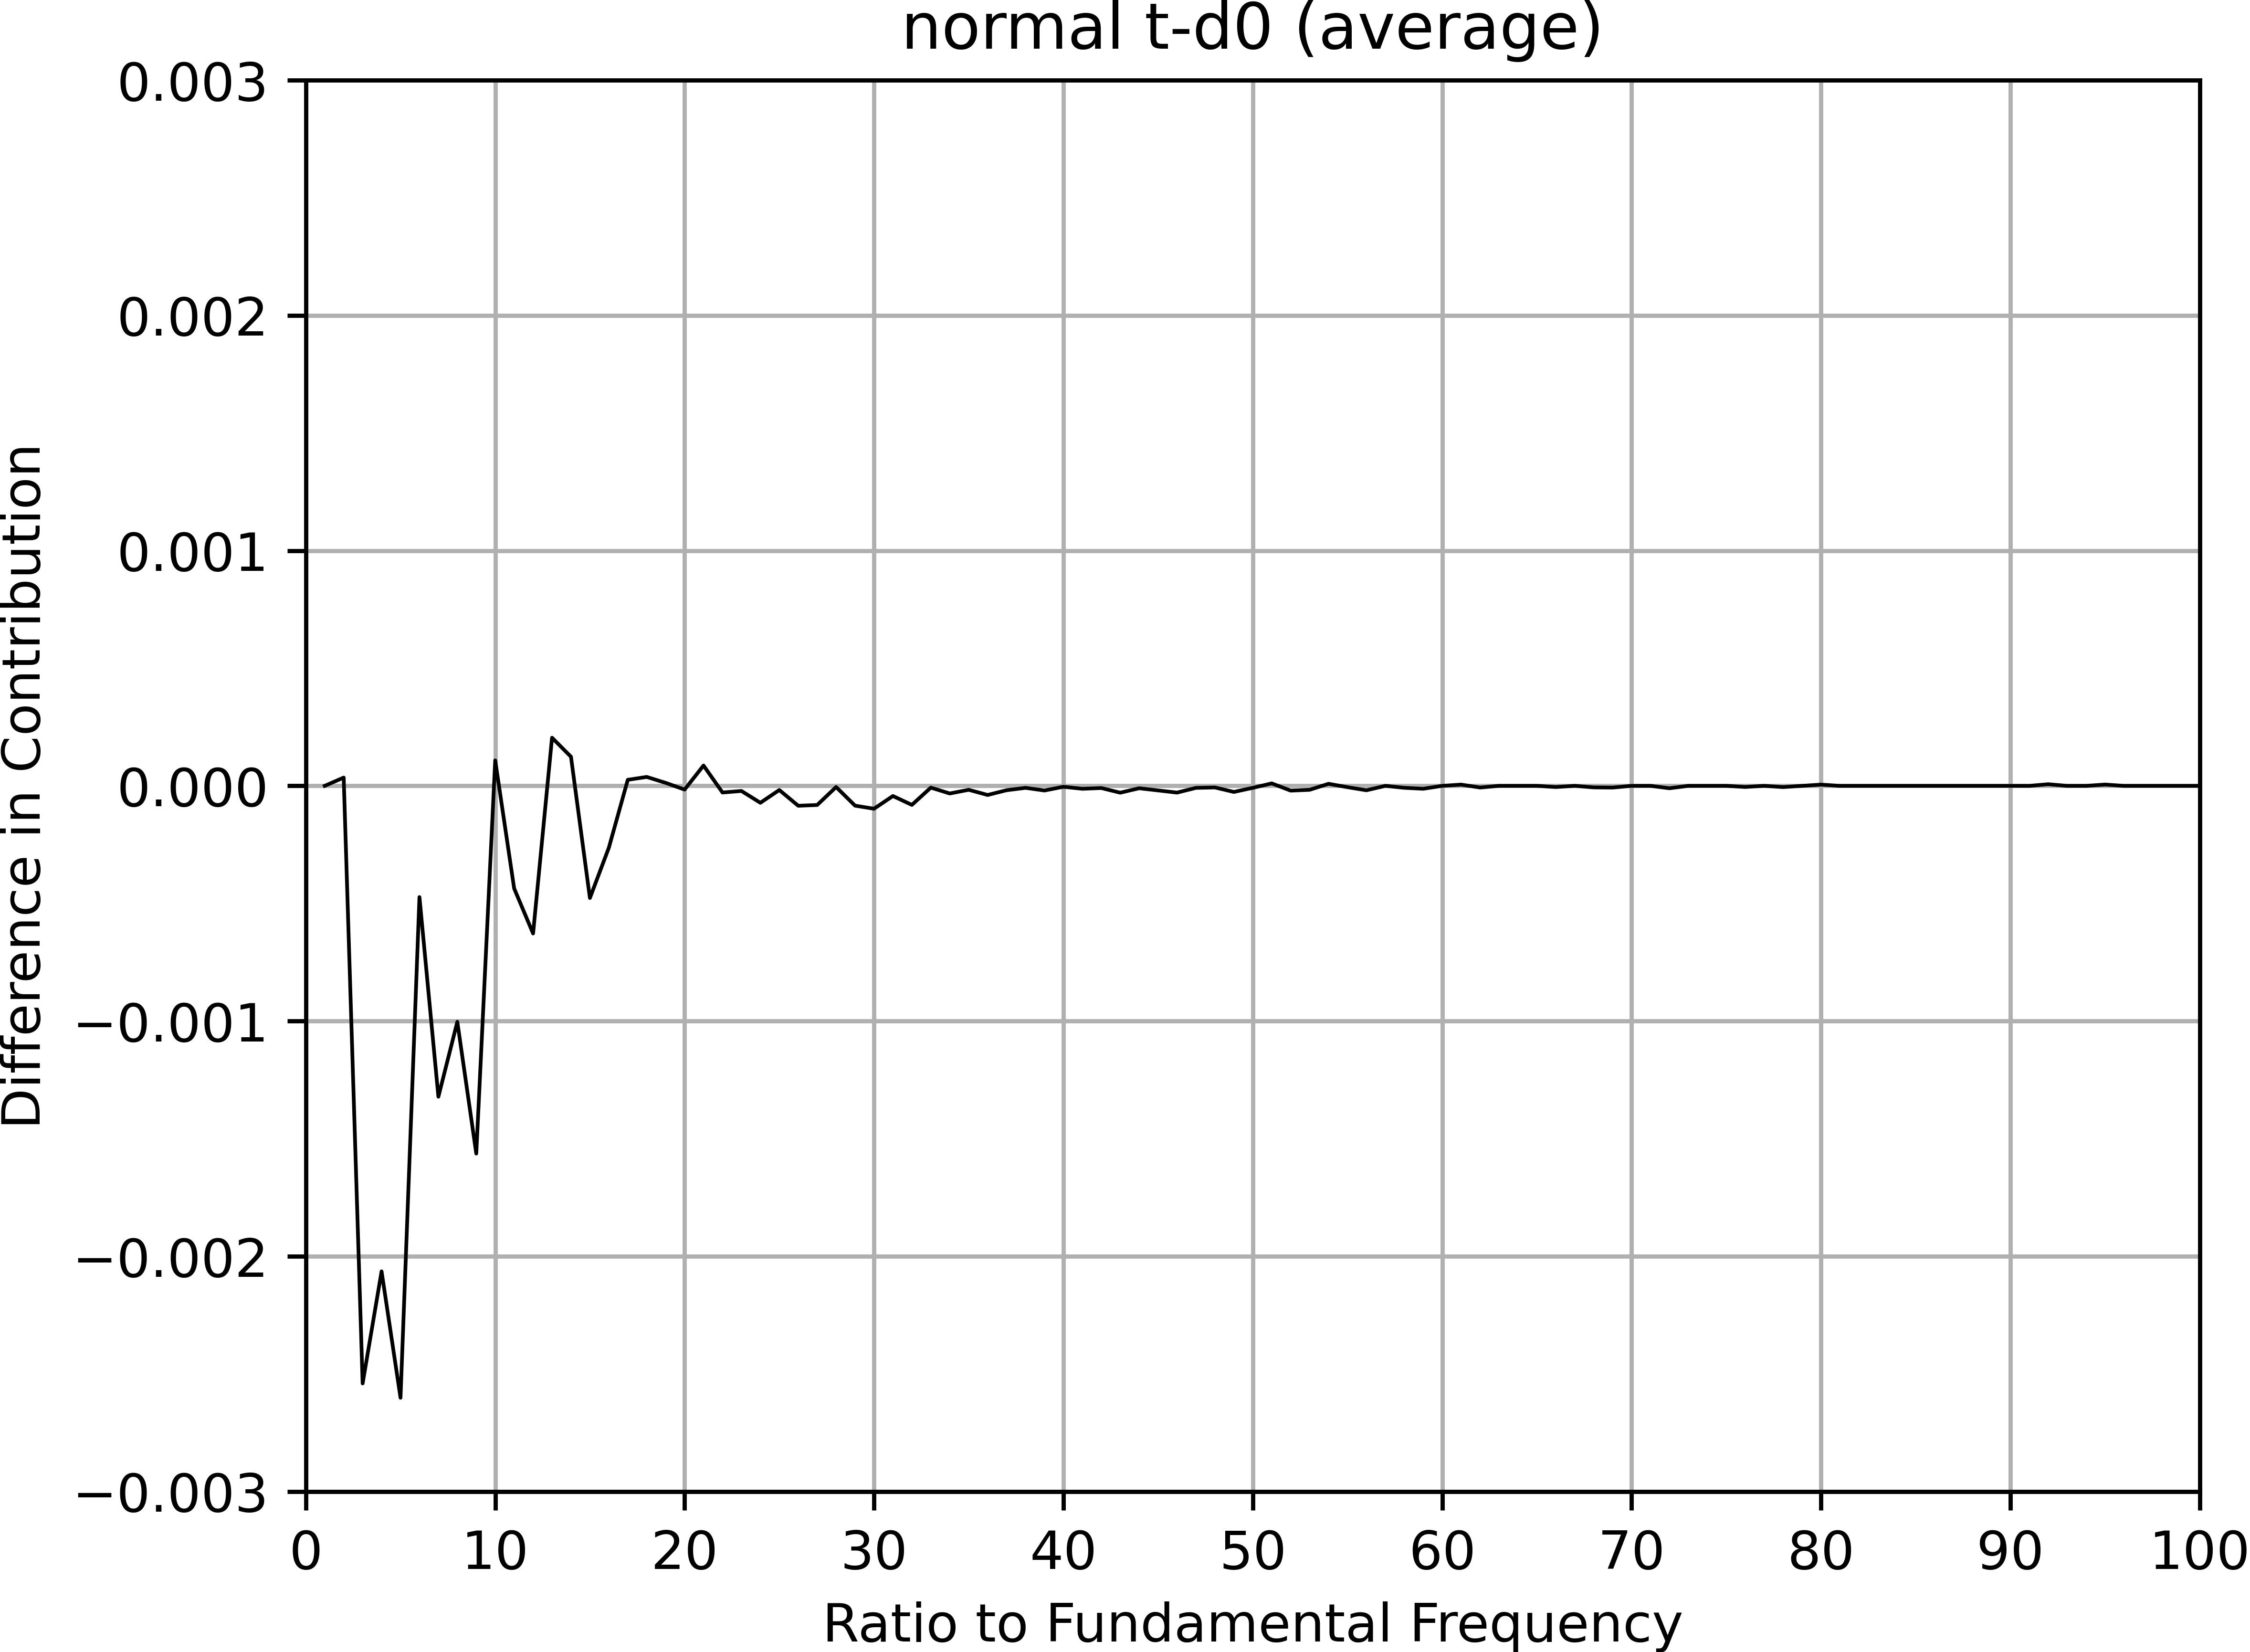 normal t-d0 (average)
0.003
0.002
0.001
0.000
−0.001
−0.002
−0.003
Difference in Contribution
0 10 20 30 40 50 60 70 80 90 100
Ratio to Fundamental Frequency